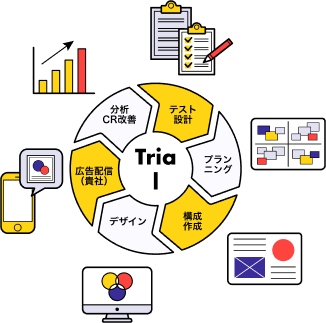 分析
CR改善
テスト
設計
広告配信
(貴社)
Tria
l
プラン
ニング
デザイン
構成
作成